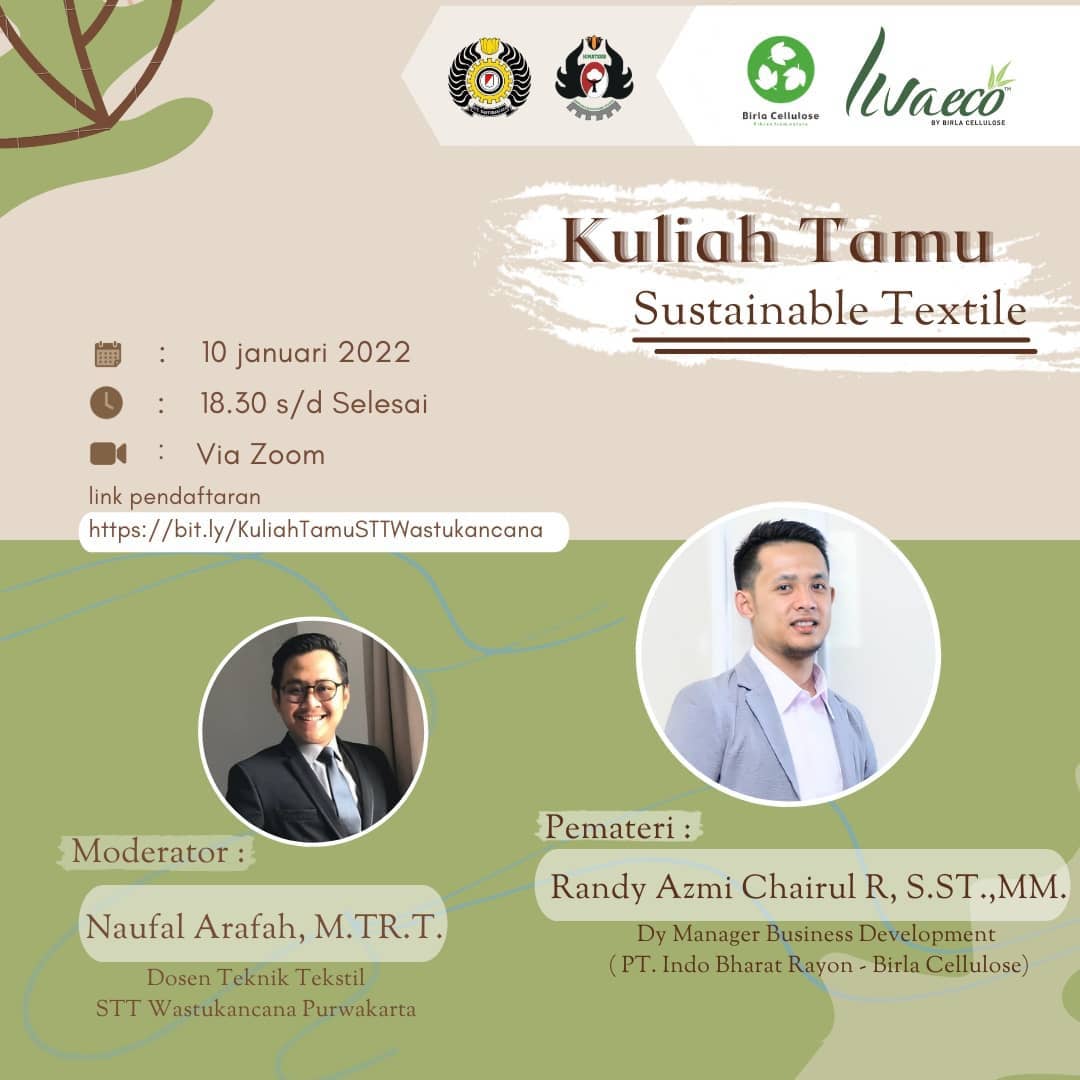 Birla Cellulose
Livaeco TM
BY BIRLA CELLULOSE
Kuliah Tamu
Sustainable Textile
: 10 januari 2022
: 18.30 s/d Selesai
: Via Zoom
link pendaftaran
https://bit.ly/KuliahTamuSTTWastukancana
Pemateri :
Randy Azmi Chairul R, S.ST.,MM.
Dy Manager Business Development
( PT. Indo Bharat Rayon - Birla Cellulose)
Moderator :
Naufal Arafah, M.TR.T.
Dosen Teknik Tekstil
STT Wastukancana Purwakarta